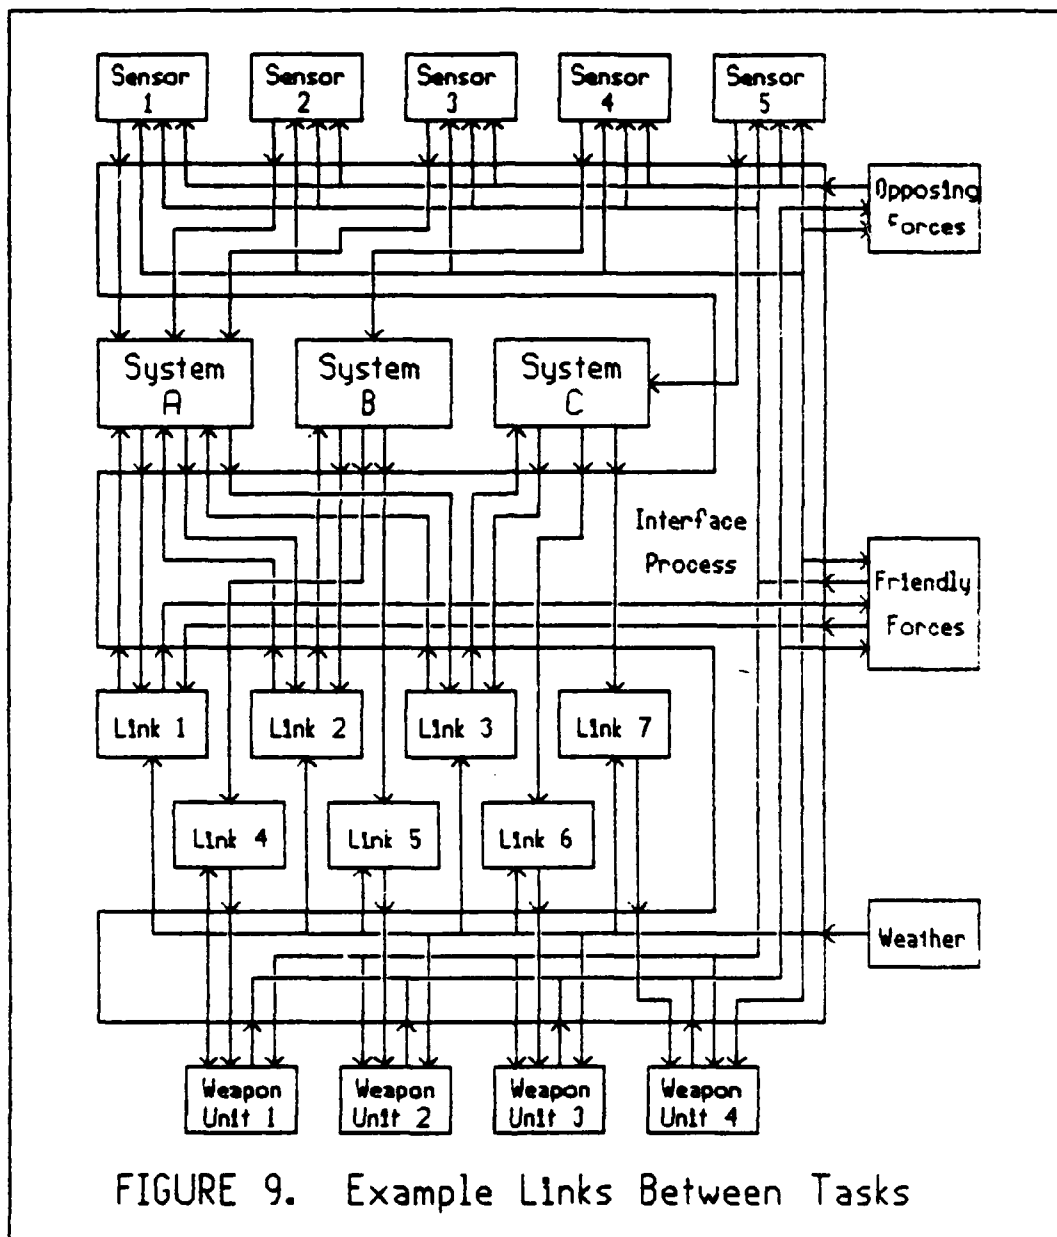 Sensor
1
Sensor
2
Sensor
3
Sensor
4
Sensor
5
Opposing
Forces
System
A
System
B
System
C
Interface
Process
Friendly
Forces
Link 1
Link 2
Link 3
Link 7
Link 4
Link 5
Link 6
Weather
Weapon
Unit 1
Weapon
Unit 2
Weapon
Unit 3
Weapon
Unit 4
FIGURE 9. Example Links Between Tasks